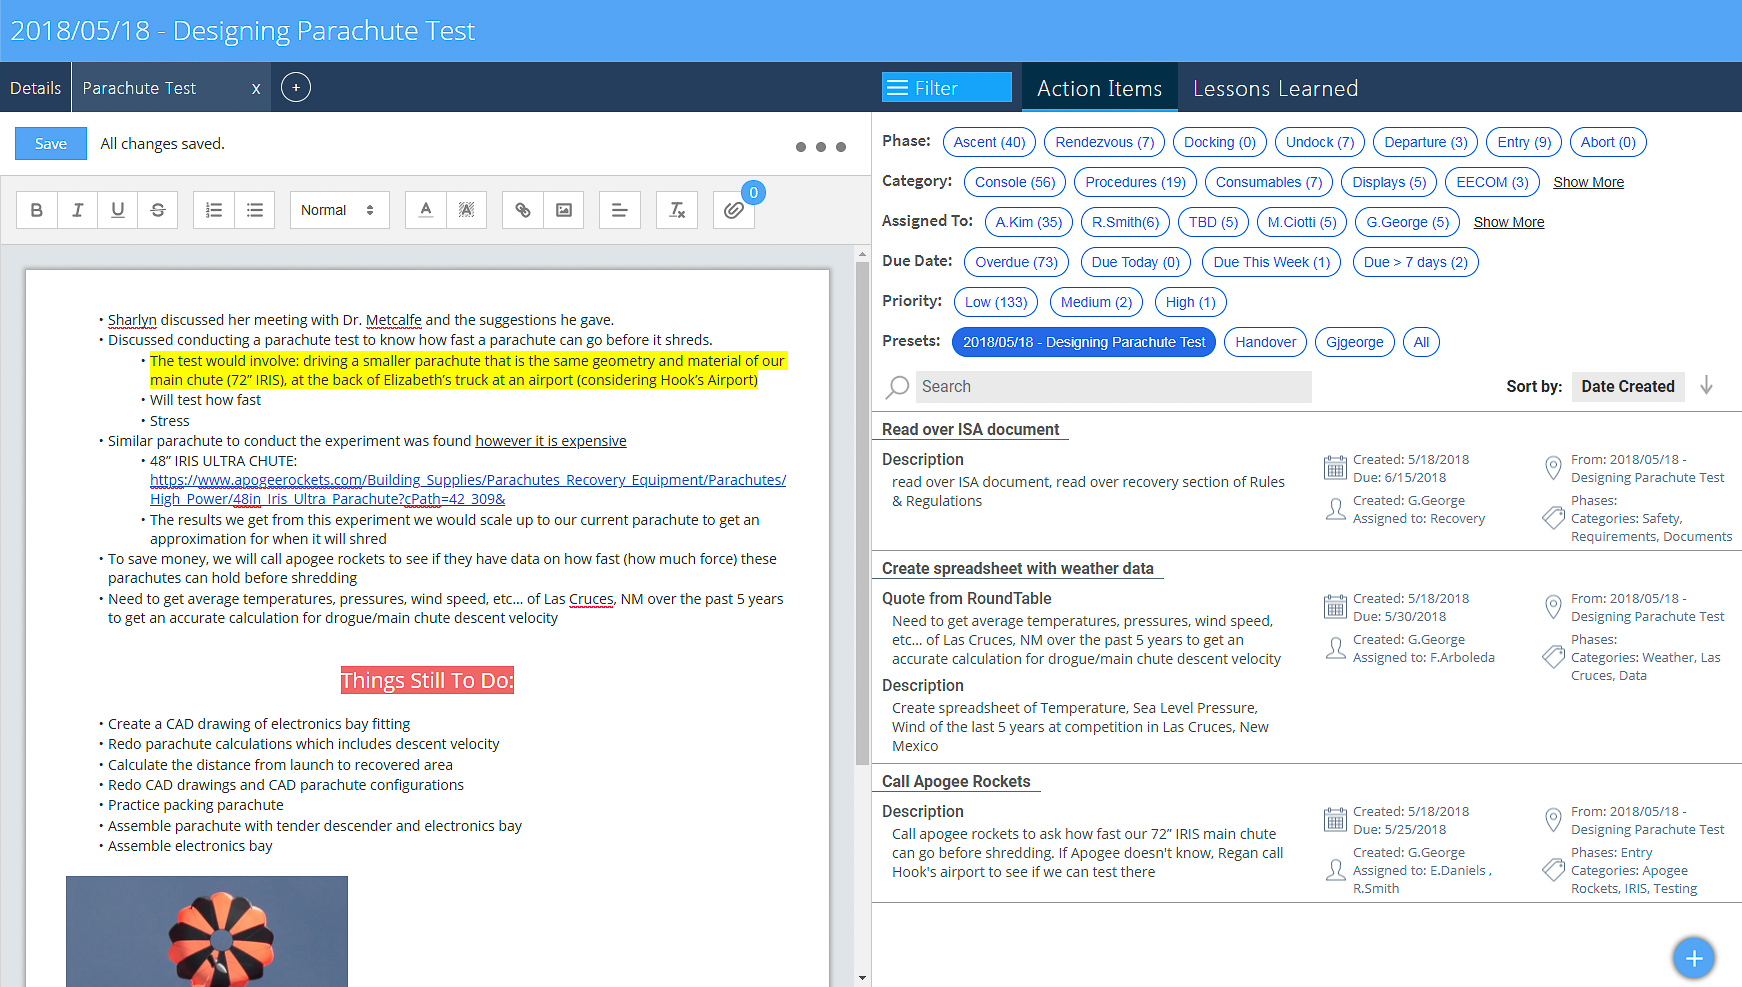 2018/05/18 - Designing Parachute Test
Details
Parachute Test
x
+
Filter
Action Items
Lessons Learned
Save
All changes saved.
B I U S
Normal
0
• Sharlyn discussed her meeting with Dr. Metcalfe and the suggestions he gave.
• Discussed conducting a parachute test to know how fast a parachute can go before it shreds.
• The test would involve: driving a smaller parachute that is the same geometry and material of our
main chute (72” IRIS), at the back of Elizabeth’s truck at an airport (considering Hook’s Airport)
• Will test how fast
• Stress
• Similar parachute to conduct the experiment was found however it is expensive
• 48” IRIS ULTRA CHUTE:
https://www.apogeerockets.com/Building_Supplies/Parachutes_Recovery_Equipment/Parachutes/
High_Power/48in_Iris_Ultra_Parachute?cPath=42_309&
• The results we get from this experiment we would scale up to our current parachute to get an
approximation for when it will shred
• To save money, we will call apogee rockets to see if they have data on how fast (how much force) these
parachutes can hold before shredding
• Need to get average temperatures, pressures, wind speed, etc... of Las Cruces, NM over the past 5 years
to get an accurate calculation for drogue/main chute descent velocity
Things Still To Do:
• Create a CAD drawing of electronics bay fitting
• Redo parachute calculations which includes descent velocity
• Calculate the distance from launch to recovered area
• Redo CAD drawings and CAD parachute configurations
• Practice packing parachute
• Assemble parachute with tender descender and electronics bay
• Assemble electronics bay
Phase: Ascent (40) Rendezvous (7) Docking (0) Undock (7) Departure (3) Entry (9) Abort (0)
Category: Console (56) Procedures (19) Consumables (7) Displays (5) EECOM (3) Show More
Assigned To: A.Kim (35) R.Smith(6) TBD (5) M.Ciotti (5) G.George (5) Show More
Due Date: Overdue (73) Due Today (0) Due This Week (1) Due > 7 days (2)
Priority: Low (133) Medium (2) High (1)
Presets: 2018/05/18 - Designing Parachute Test Handover Gjgeorge All
Search
Sort by: Date Created
Read over ISA document
Description
read over ISA document, read over recovery section of Rules
& Regulations
Created: 5/18/2018
Due: 6/15/2018
Created: G.George
Assigned to: Recovery
From: 2018/05/18 -
Designing Parachute Test
Phases:
Categories: Safety,
Requirements, Documents
Create spreadsheet with weather data
Quote from RoundTable
Need to get average temperatures, pressures, wind speed,
etc... of Las Cruces, NM over the past 5 years to get an
accurate calculation for drogue/main chute descent velocity
Description
Create spreadsheet of Temperature, Sea Level Pressure,
Wind of the last 5 years at competition in Las Cruces, New
Mexico
Created: 5/18/2018
Due: 5/30/2018
Created: G.George
Assigned to: F.Arboleda
From: 2018/05/18 -
Designing Parachute Test
Phases:
Categories: Weather, Las
Cruces, Data
Call Apogee Rockets
Description
Call apogee rockets to ask how fast our 72” IRIS main chute
can go before shredding. If Apogee doesn't know, Regan call
Hook's airport to see if we can test there
Created: 5/18/2018
Due: 5/25/2018
Created: G.George
Assigned to: E.Daniels ,
R.Smith
From: 2018/05/18 -
Designing Parachute Test
Phases: Entry
Categories: Apogee
Rockets, IRIS, Testing
+